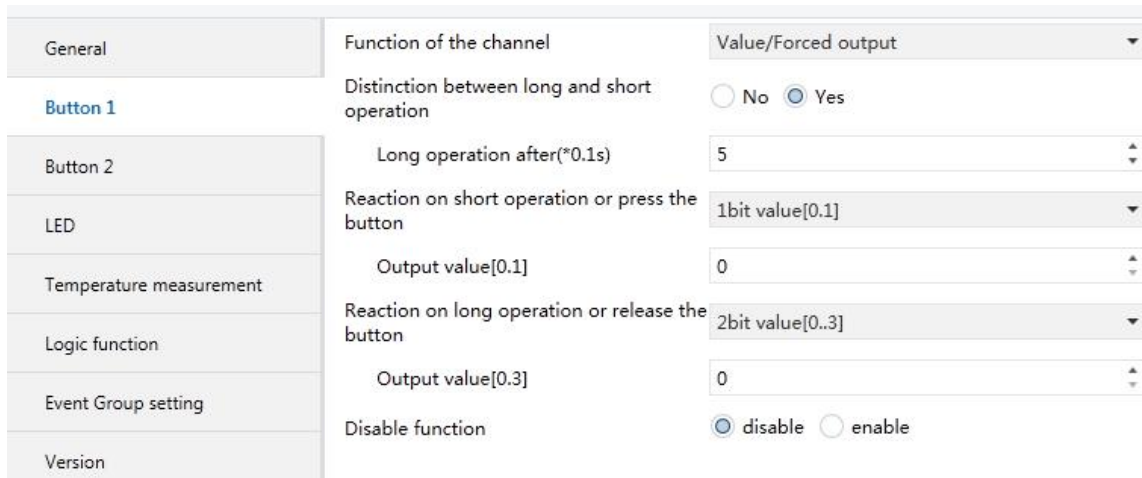 General
Button 1
Button 2
LED
Temperature measurement
Logic function
Event Group setting
Version
Function of the channel
Value/Forced output
Distinction between long and short
operation
No Yes
Long operation after(*0.1s)
5
Reaction on short operation or press the
button
1bit value[0.1]
Output value[0.1]
0
Reaction on long operation or release the
button
2bit value[0..3]
Output value[0.3]
0
Disable function
disable enable